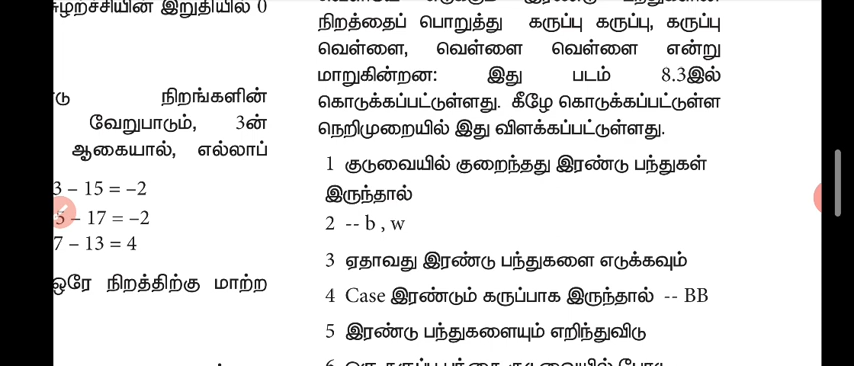 சுழற்சியின் இறுதியில் 0
நிறங்களின்
வேறுபாடும், 3ன்
ஆகையால், எல்லாப்
3 – 15 = –2
5 – 17 = –2
7 – 13 = 4
ஒரே நிறத்திற்கு மாற்ற
நிறத்தைப் பொறுத்து கருப்பு கருப்பு, கருப்பு
வெள்ளை, வெள்ளை வெள்ளை என்று
மாறுகின்றன: இது படம் 8.3இல்
கொடுக்கப்பட்டுள்ளது. கீழே கொடுக்கப்பட்டுள்ள
நெறிமுறையில் இது விளக்கப்பட்டுள்ளது.
1 குடுவையில் குறைந்தது இரண்டு பந்துகள்
இருந்தால்
2 -- b , w
3 ஏதாவது இரண்டு பந்துகளை எடுக்கவும்
4 Case இரண்டும் கருப்பாக இருந்தால் -- BB
5 இரண்டு பந்துகளையும் எறிந்துவிடு